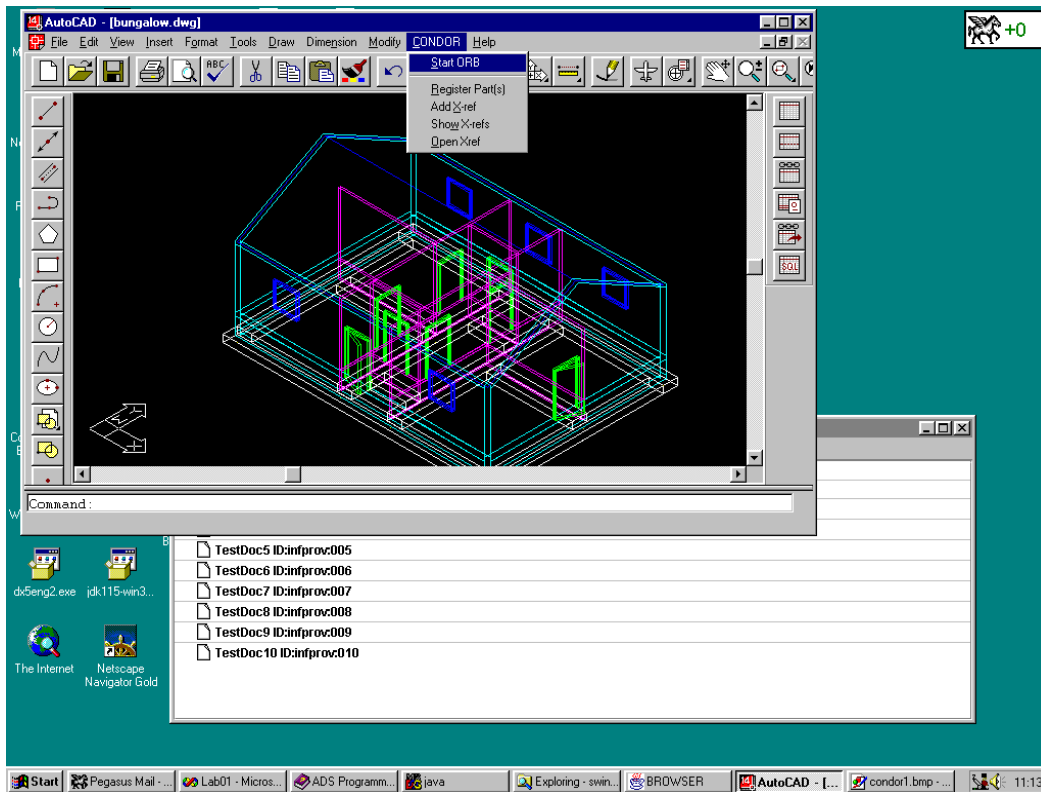 AutoCAD - [bungalow.dwg]
File Edit View Insert Format Tools Draw Dimension Modify CONDOR Help
+0
ABC
Start ORB
Register Part(s)
Add X-ref
Show X-refs
Open Xref
SQL
Command:
TestDoc5 ID:infprov:005
TestDoc6 ID:infprov:006
TestDoc7 ID:infprov:007
TestDoc8 ID:infprov:008
TestDoc9 ID:infprov:009
TestDoc10 ID:infprov:010
dx5eng2.exe jdk115-win3...
The Internet Netscape
Navigator Gold
Start Pegasus Mail - ... Lab01 - Micros... ADS Programm... java Exploring - swin... BROWSER AutoCAD - [... condor1.bmp - ... 11:13